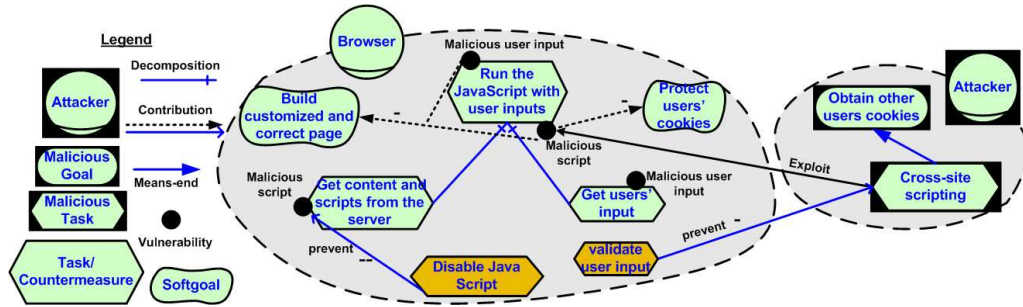 Legend
Decomposition
Attacker
Contribution
Malicious
Goal
Means-end
Malicious
Task
Vulnerability
Task/
Countermeasure
Softgoal
Browser
Malicious user input
Run the
JavaScript with
user inputs
Build
customized and
correct page
-
-
Protect
users'
cookies
Malicious
script
Malicious
script
Get content and
scripts from the
server
Malicious user
input
Get users'
input
prevent
--
Disable Java
Script
validate
user input
prevent
-
Exploit
Attacker
Obtain other
users cookies
Cross-site
scripting